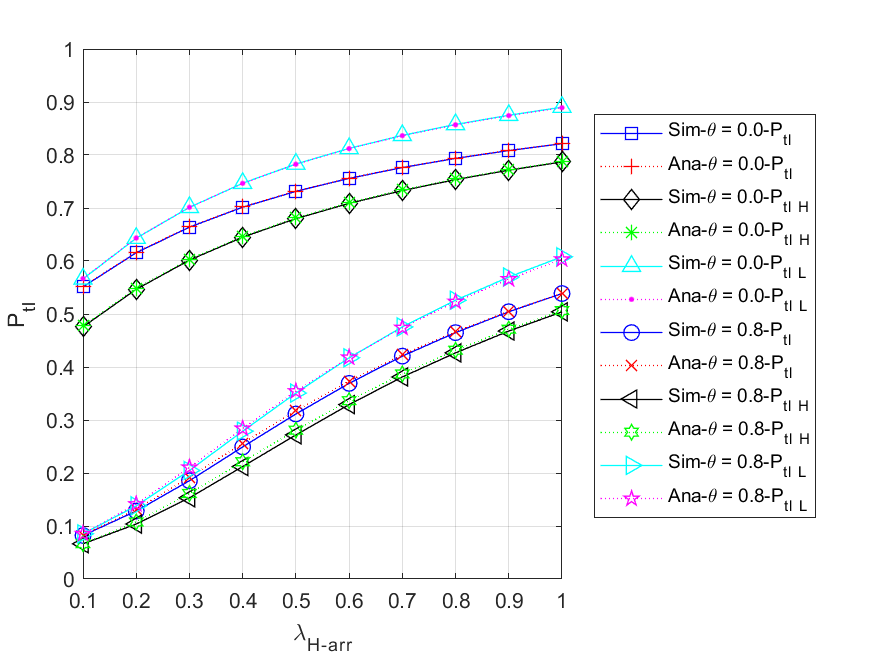 1
0.9
0.8
0.7
0.6
0.5
0.4
0.3
0.2
0.1
0
P_tl
0.1 0.2 0.3 0.4 0.5 0.6 0.7 0.8 0.9 1
λ_H-arr
Sim-θ = 0.0-P_tl
Ana-θ = 0.0-P_tl
Sim-θ = 0.0-P_tl H
Ana-θ = 0.0-P_tl H
Sim-θ = 0.0-P_tl L
Ana-θ = 0.0-P_tl L
Sim-θ = 0.8-P_tl
Ana-θ = 0.8-P_tl
Sim-θ = 0.8-P_tl H
Ana-θ = 0.8-P_tl H
Sim-θ = 0.8-P_tl L
Ana-θ = 0.8-P_tl L